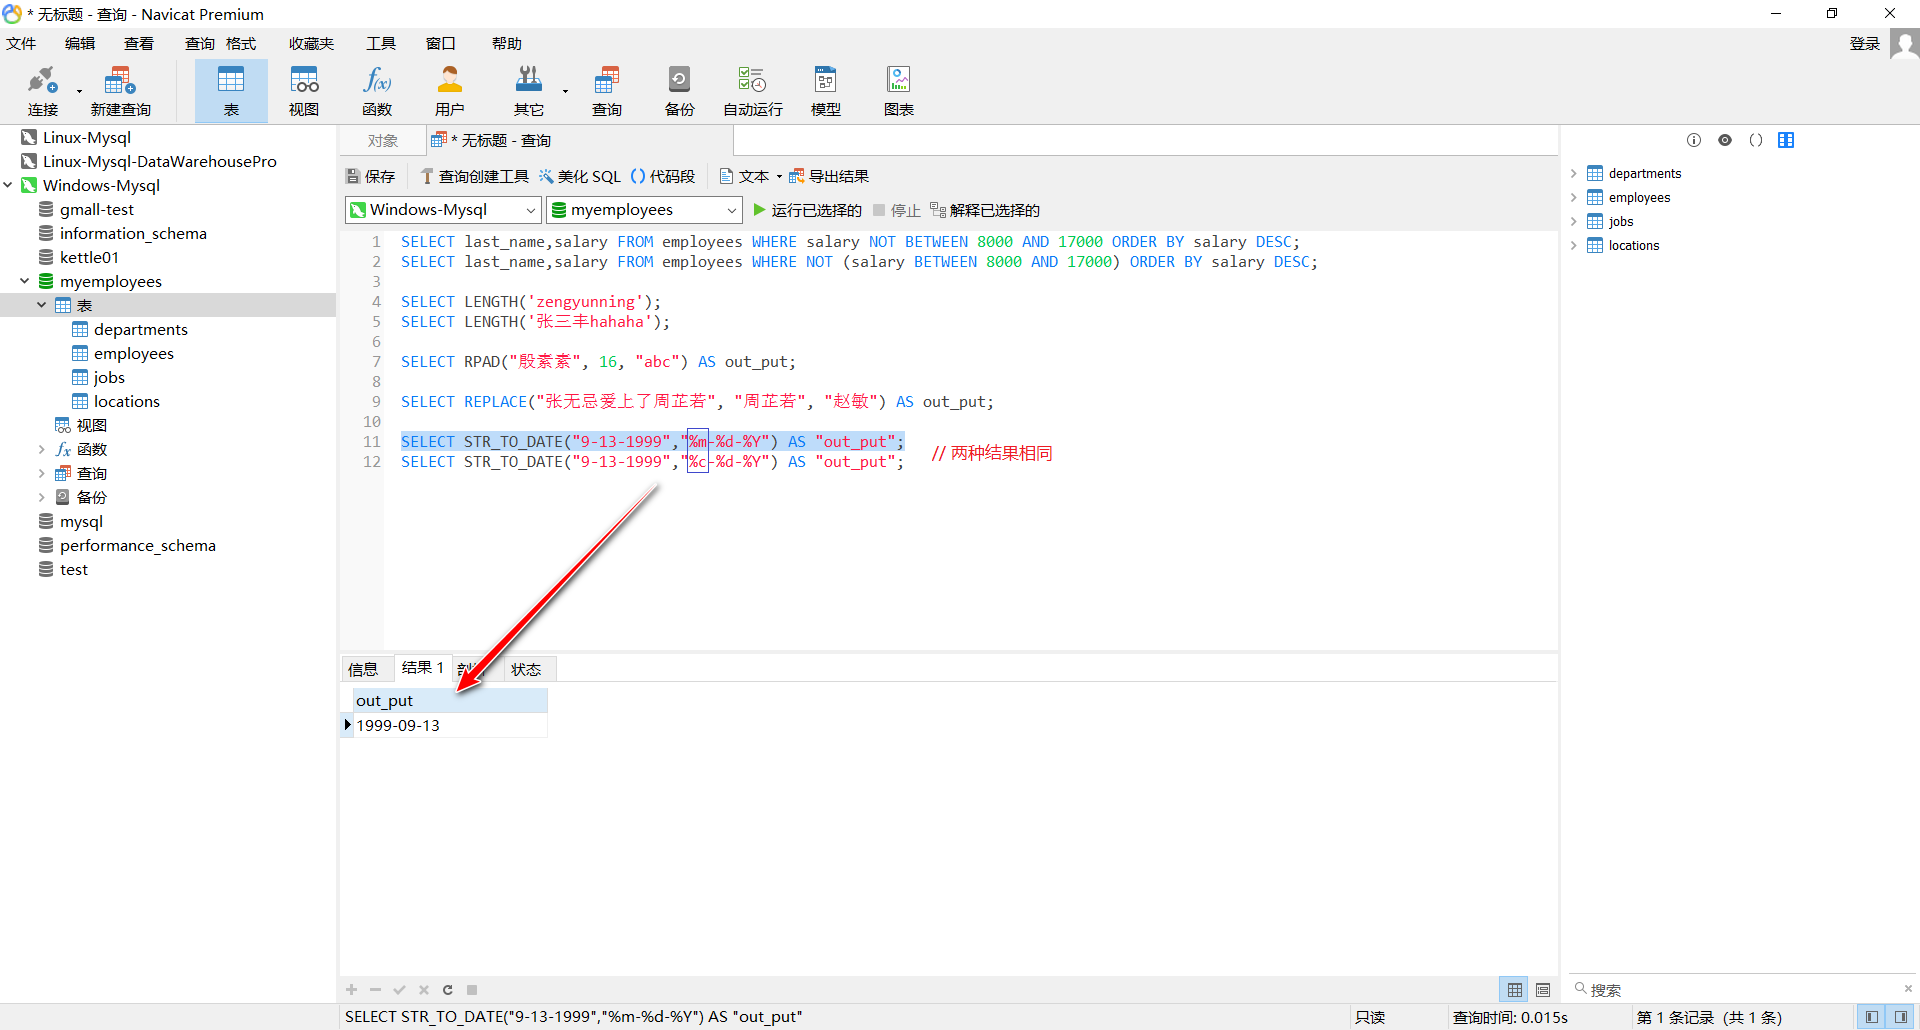 * 无标题 - 查询 - Navicat Premium
文件 编辑 查看 查询 格式 收藏夹 工具 窗口 帮助 登录
连接 新建查询 表 视图 函数 用户 其它 查询 备份 自动运行 模型 图表
Linux-Mysql
Linux-Mysql-DataWarehousePro
Windows-Mysql
gmall-test
information_schema
kettle01
myemployees
表
departments
employees
jobs
locations
视图
函数
查询
备份
mysql
performance_schema
test
对象 * 无标题 - 查询
保存 查询创建工具 美化 SQL () 代码段 文本 导出结果
Windows-Mysql myemployees 运行已选择的 停止 解释已选择的
1 SELECT last_name,salary FROM employees WHERE salary NOT BETWEEN 8000 AND 17000 ORDER BY salary DESC;
2 SELECT last_name,salary FROM employees WHERE NOT (salary BETWEEN 8000 AND 17000) ORDER BY salary DESC;
3
4 SELECT LENGTH('zengyunning');
5 SELECT LENGTH('张三丰hahaha');
6
7 SELECT RPAD("殷素素", 16, "abc") AS out_put;
8
9 SELECT REPLACE("张无忌爱上了周芷若", "周芷若", "赵敏") AS out_put;
10
11 SELECT STR_TO_DATE("9-13-1999","%m-%d-%Y") AS "out_put";
12 SELECT STR_TO_DATE("9-13-1999","%c-%d-%Y") AS "out_put";
// 两种结果相同
信息 结果 1 状态
out_put
1999-09-13
departments
employees
jobs
locations
搜索
SELECT STR_TO_DATE("9-13-1999","%m-%d-%Y") AS "out_put" 只读 查询时间: 0.015s 第 1 条记录 (共 1 条)